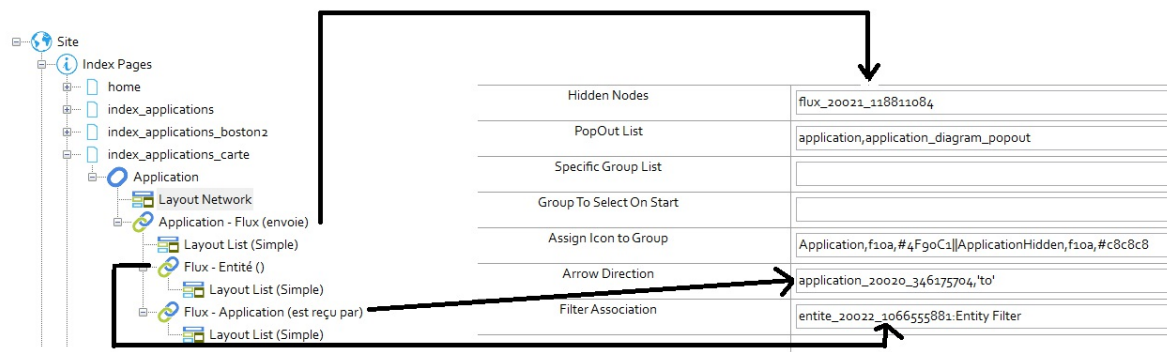 Site
Index Pages
home
index_applications
index_applications_boston2
index_applications_carte
Application
Layout Network
Application - Flux (envoie)
Layout List (Simple)
Flux - Entité ()
Layout List (Simple)
Flux - Application (est reçu par)
Layout List (Simple)
Hidden Nodes
flux_20021_118811084
PopOut List
application,application_diagram_popout
Specific Group List
Group To Select On Start
Assign Icon to Group
Application,f10a,#4F90C1||ApplicationHidden,f10a,#c8c8c8
Arrow Direction
application_20020_346175704,'to'
Filter Association
entite_20022_1066555881:Entity Filter